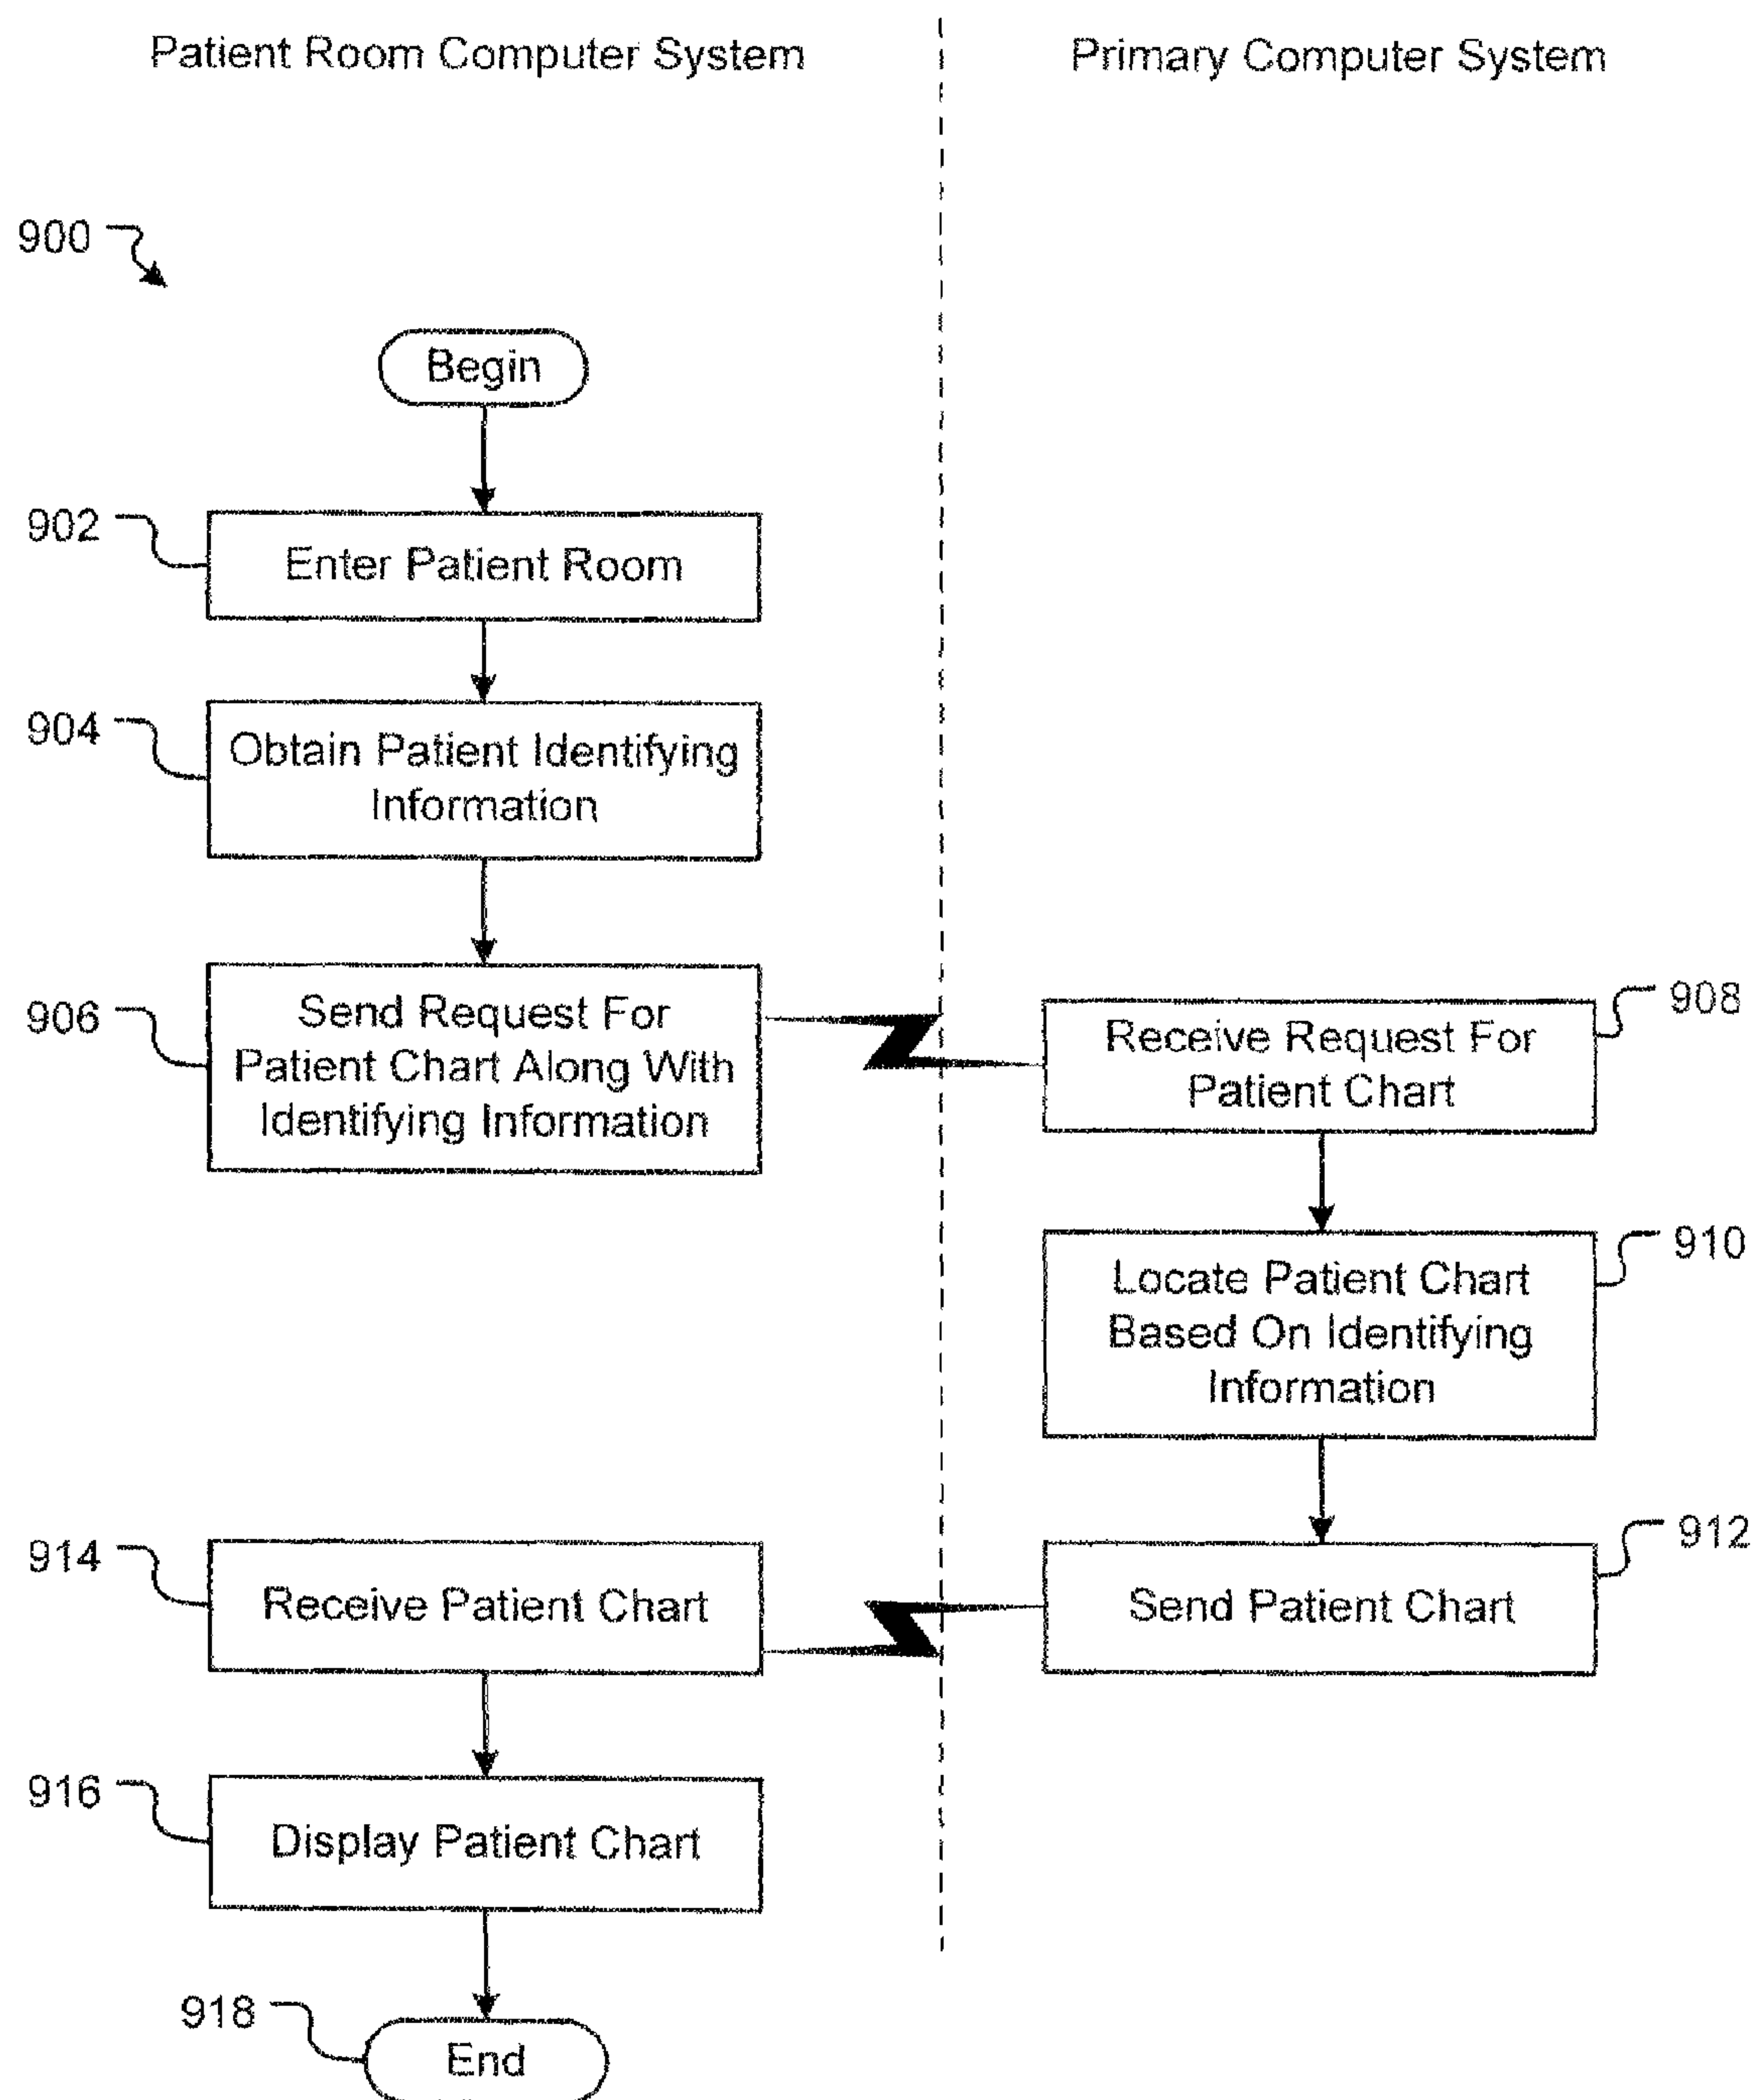 Patient Room Computer System
Primary Computer System
900
Begin
902
Enter Patient Room
904
Obtain Patient Identifying
Information
906
Send Request For
Patient Chart Along With
Identifying Information
908
Receive Request For
Patient Chart
910
Locate Patient Chart
Based On Identifying
Information
912
Send Patient Chart
914
Receive Patient Chart
916
Display Patient Chart
918
End